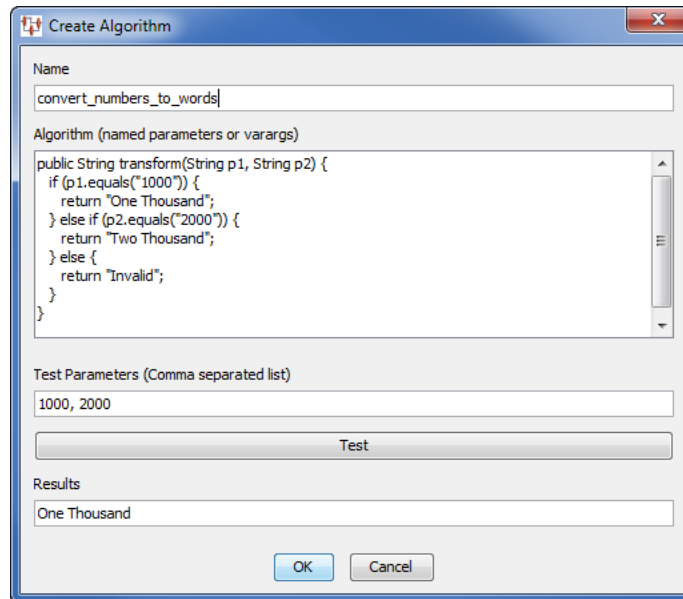 Create Algorithm
Name
convert_numbers_to_words
Algorithm (named parameters or varargs)
public String transform(String p1, String p2) {
if (p1.equals("1000")) {
return "One Thousand";
} else if (p2.equals("2000")) {
return "Two Thousand";
} else {
return "Invalid";
}
}
Test Parameters (Comma separated list)
1000, 2000
Test
Results
One Thousand
OK Cancel